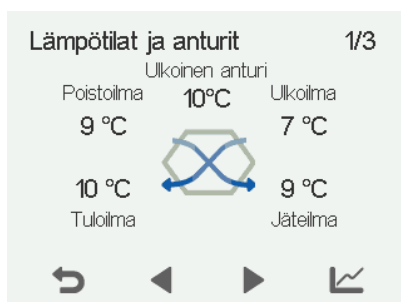 Lämpötilat ja anturit 1/3
Ulkoinen anturi
Poistoilma 10°C Ulkoilma
9 °C 7 °C
10 °C 9 °C
Tuloilma Jäteilma